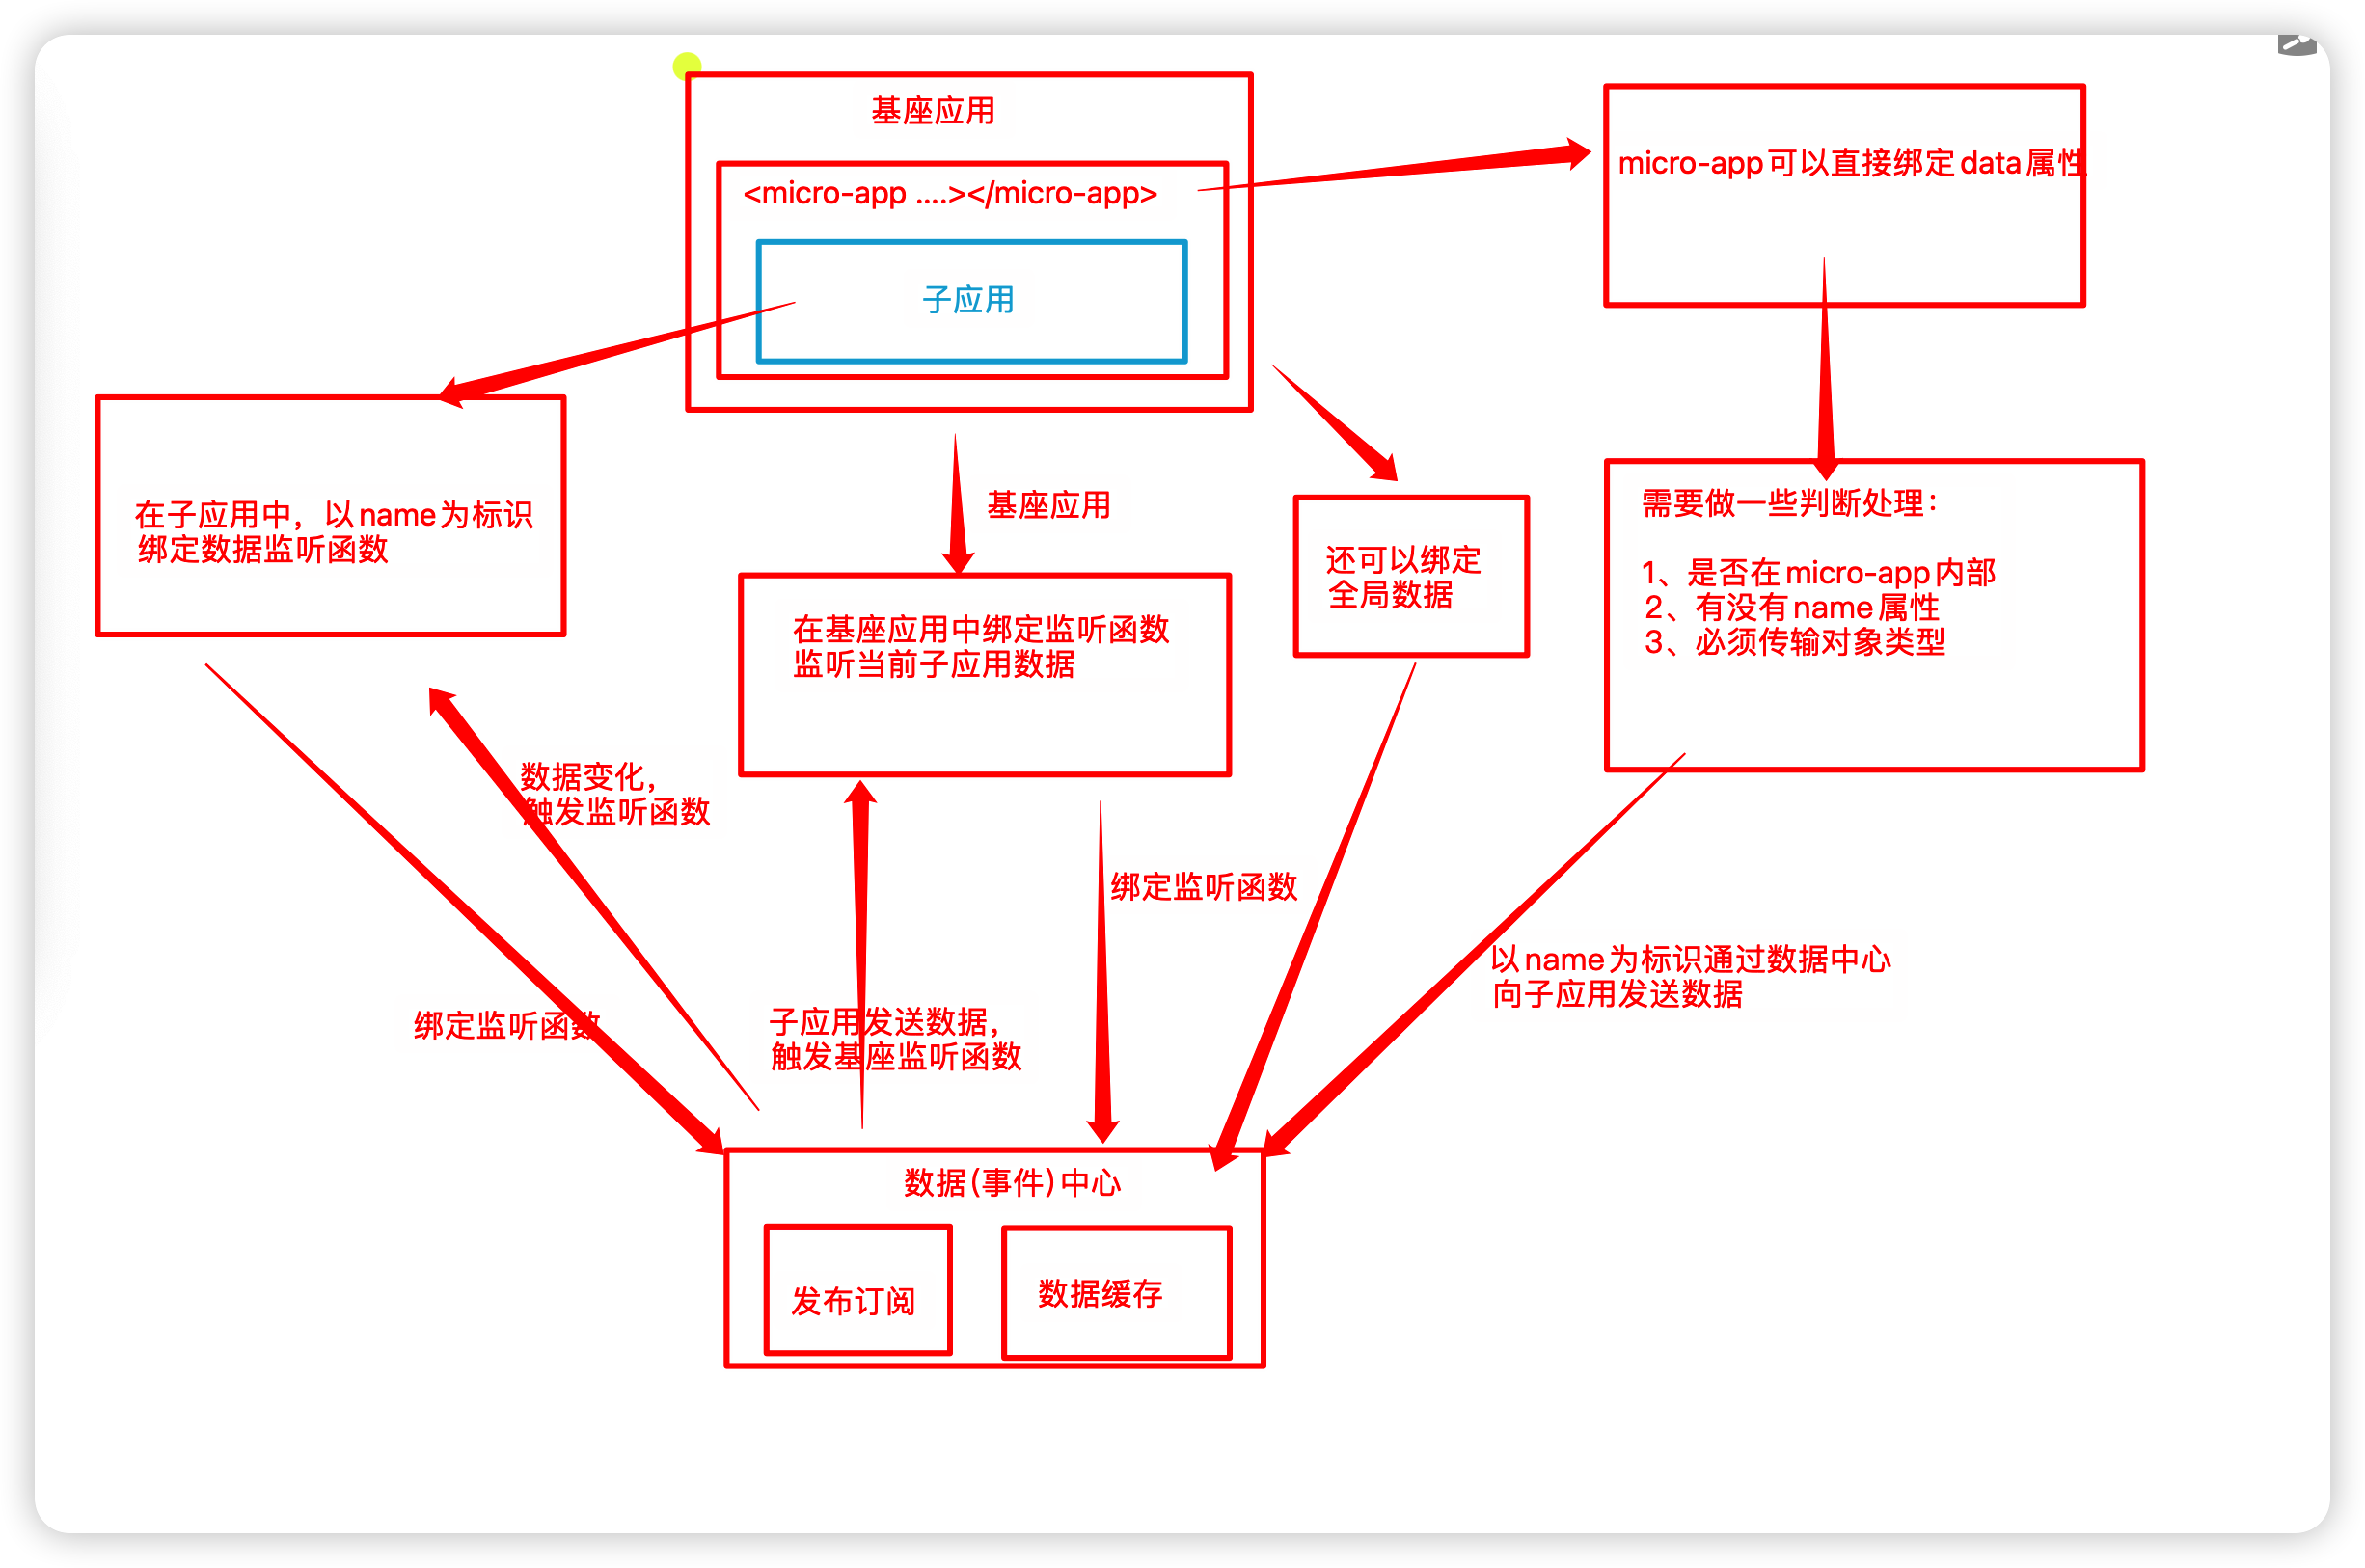 基座应用
<micro-app ....></micro-app>
子应用
micro-app可以直接绑定data属性
在子应用中，以name为标识
绑定数据监听函数
基座应用
在基座应用中绑定监听函数
监听当前子应用数据
还可以绑定
全局数据
需要做一些判断处理：
1、是否在micro-app内部
2、有没有name属性
3、必须传输对象类型
数据变化，
触发监听函数
绑定监听函数
绑定监听函数
子应用发送数据，
触发基座监听函数
以name为标识通过数据中心
向子应用发送数据
数据(事件)中心
发布订阅
数据缓存